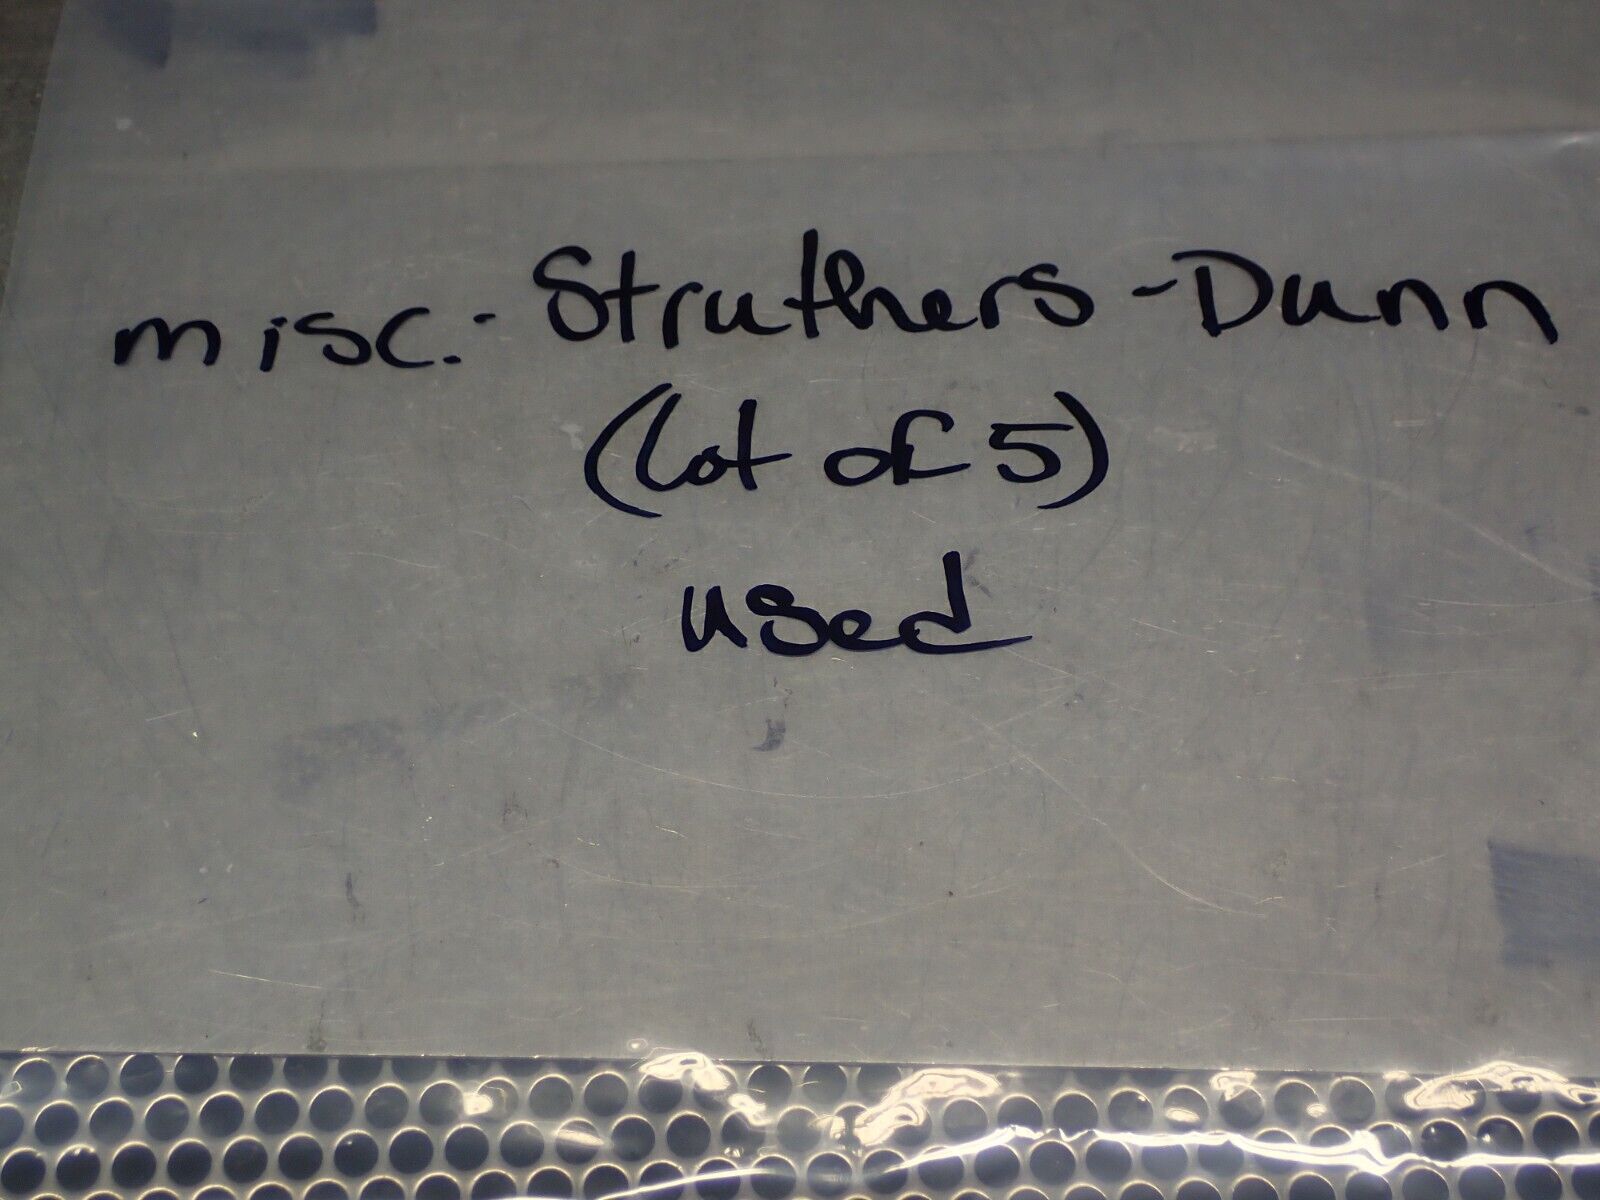 misc.- Struthers-Dunn
(Lot of 5)
used